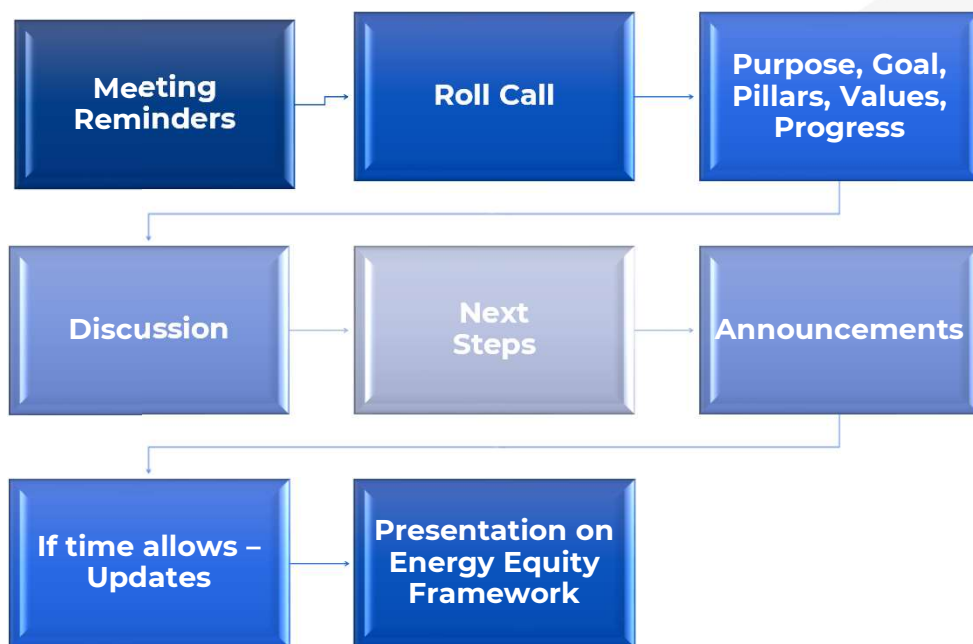 Meeting
Reminders
Roll Call
Purpose, Goal,
Pillars, Values,
Progress
Discussion
Next
Steps
Announcements
If time allows –
Updates
Presentation on
Energy Equity
Framework